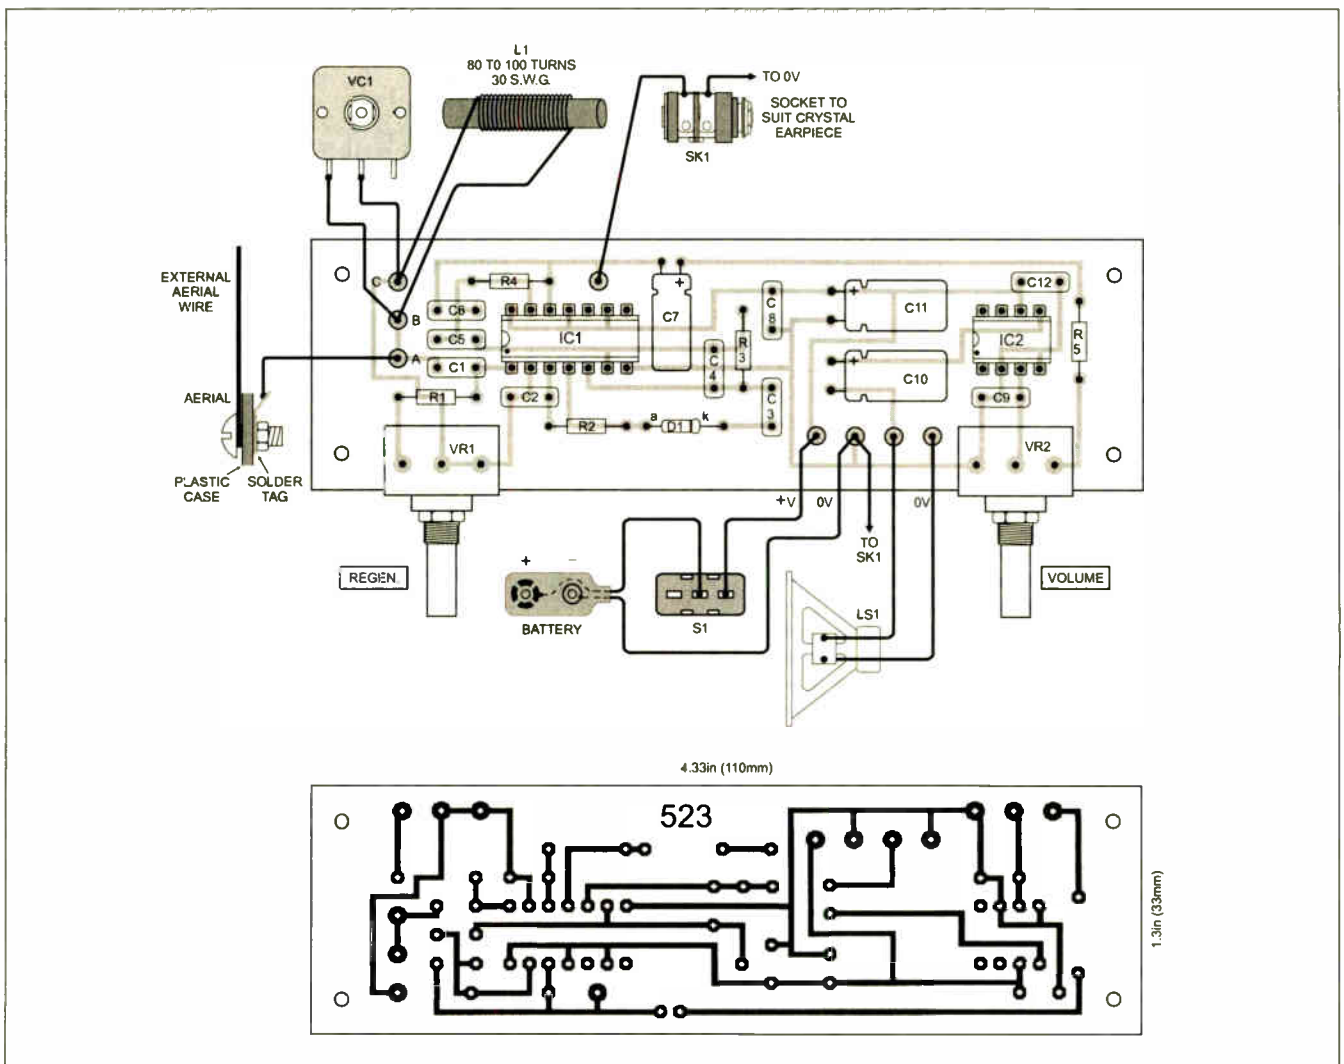 L1
80 T0 100 TURNS
30 S.W.G.
VC1
TO 0V
SOCKET TO
SUIT CRYSTAL
EARPIECE
SK1
EXTERNAL
AERIAL
WIRE
AERIAL
PLASTIC
CASE
SOLDER
TAG
C
B
A
R4
C6
C5
C1
R1
C2
IC1
R2
a
D1
k
+
C7
C4
R3
C8
C3
+
C11
+
C10
C12
IC2
C9
R5
VR1
VR2
+V
0V
0V
TO
SK1
REGEN.
VOLUME
+
–
BATTERY
S1
LS1
4.33in (110mm)
523
1.3in (33mm)